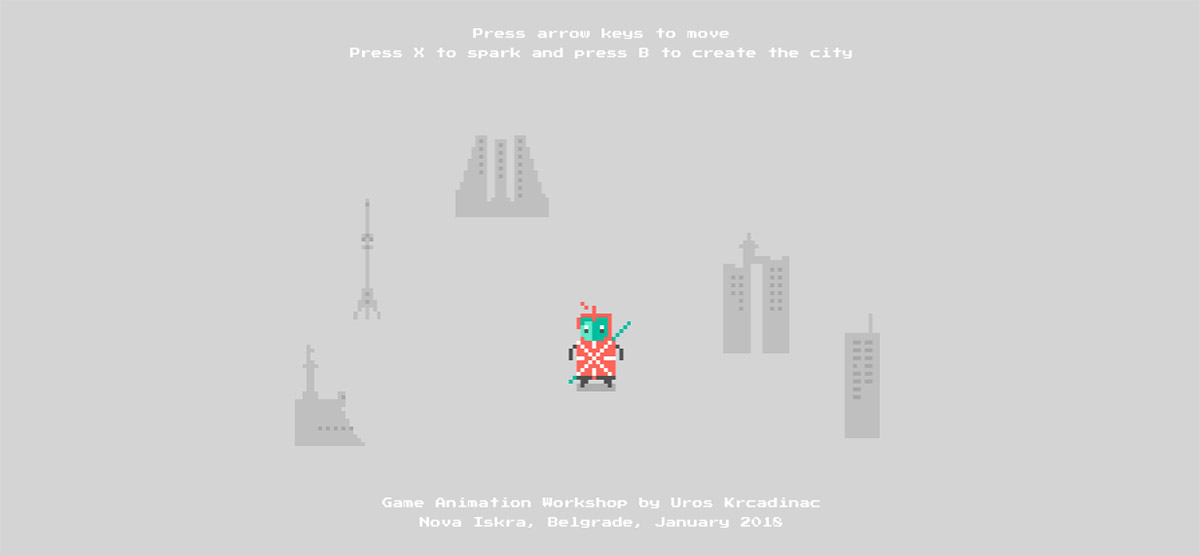 Press arrow keys to move
Press X to spark and press B to create the city
Game Animation Workshop by Uros Krcadinac
Nova Iskra, Belgrade, January 2018